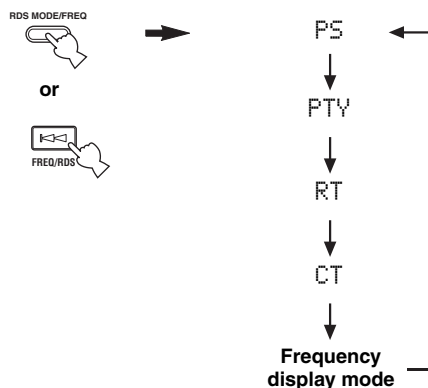 RDS MODE/FREQ
or
FREQ/RDS
PS
PTY
RT
CT
Frequency
display mode